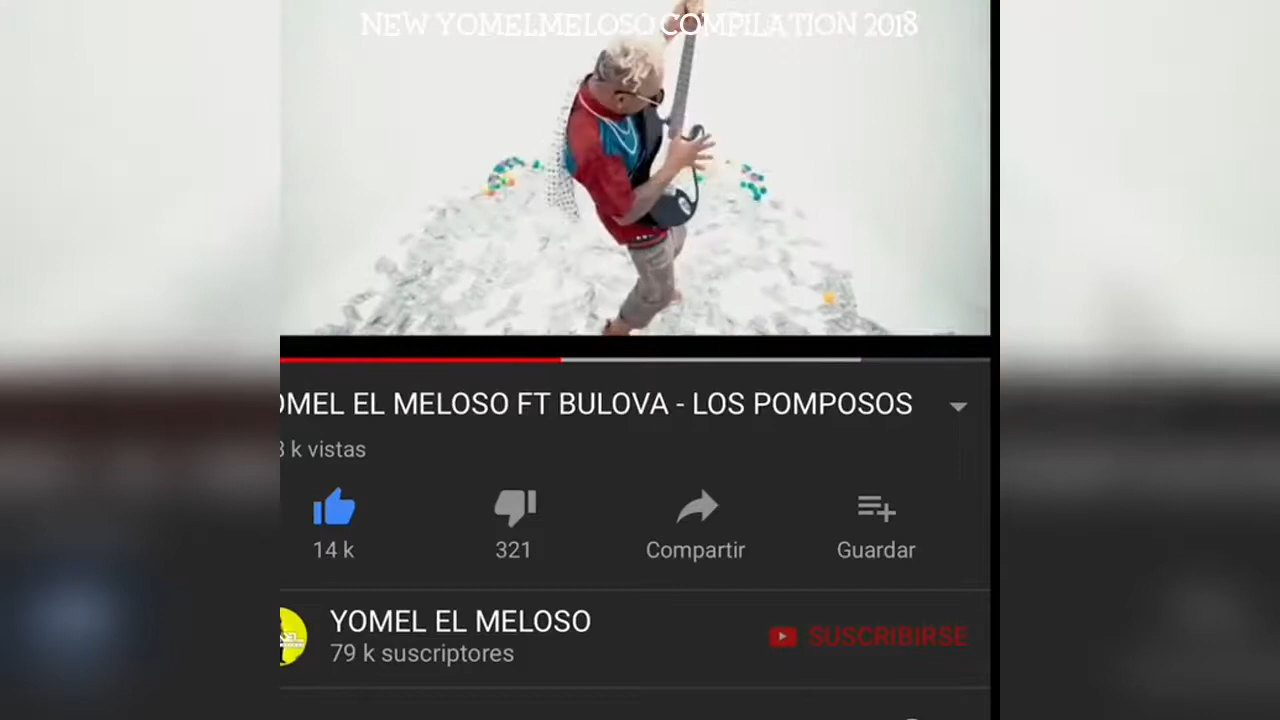 NEW YOMELMELOSO COMPILATION 2018
OMEL EL MELOSO FT BULOVA - LOS POMPOSOS
k vistas
14 k
321
Compartir
Guardar
YOMEL EL MELOSO
79 k suscriptores
SUSCRIBIRSE